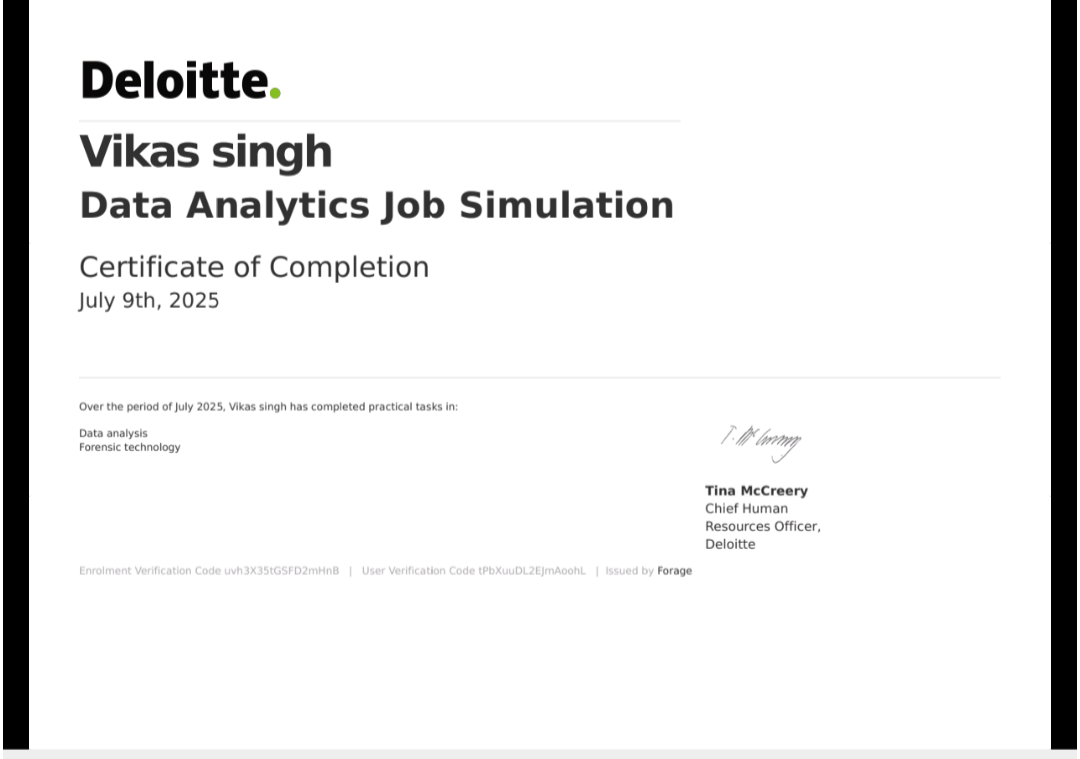 Deloitte.
Vikas singh
Data Analytics Job Simulation
Certificate of Completion
July 9th, 2025
Over the period of July 2025, Vikas singh has completed practical tasks in:
Data analysis
Forensic technology
Tina McCreery
Chief Human
Resources Officer,
Deloitte
Enrolment Verification Code uvh3X35tGSFD2mHnB | User Verification Code tPbXuuDL2EJmAoohL | Issued by Forage